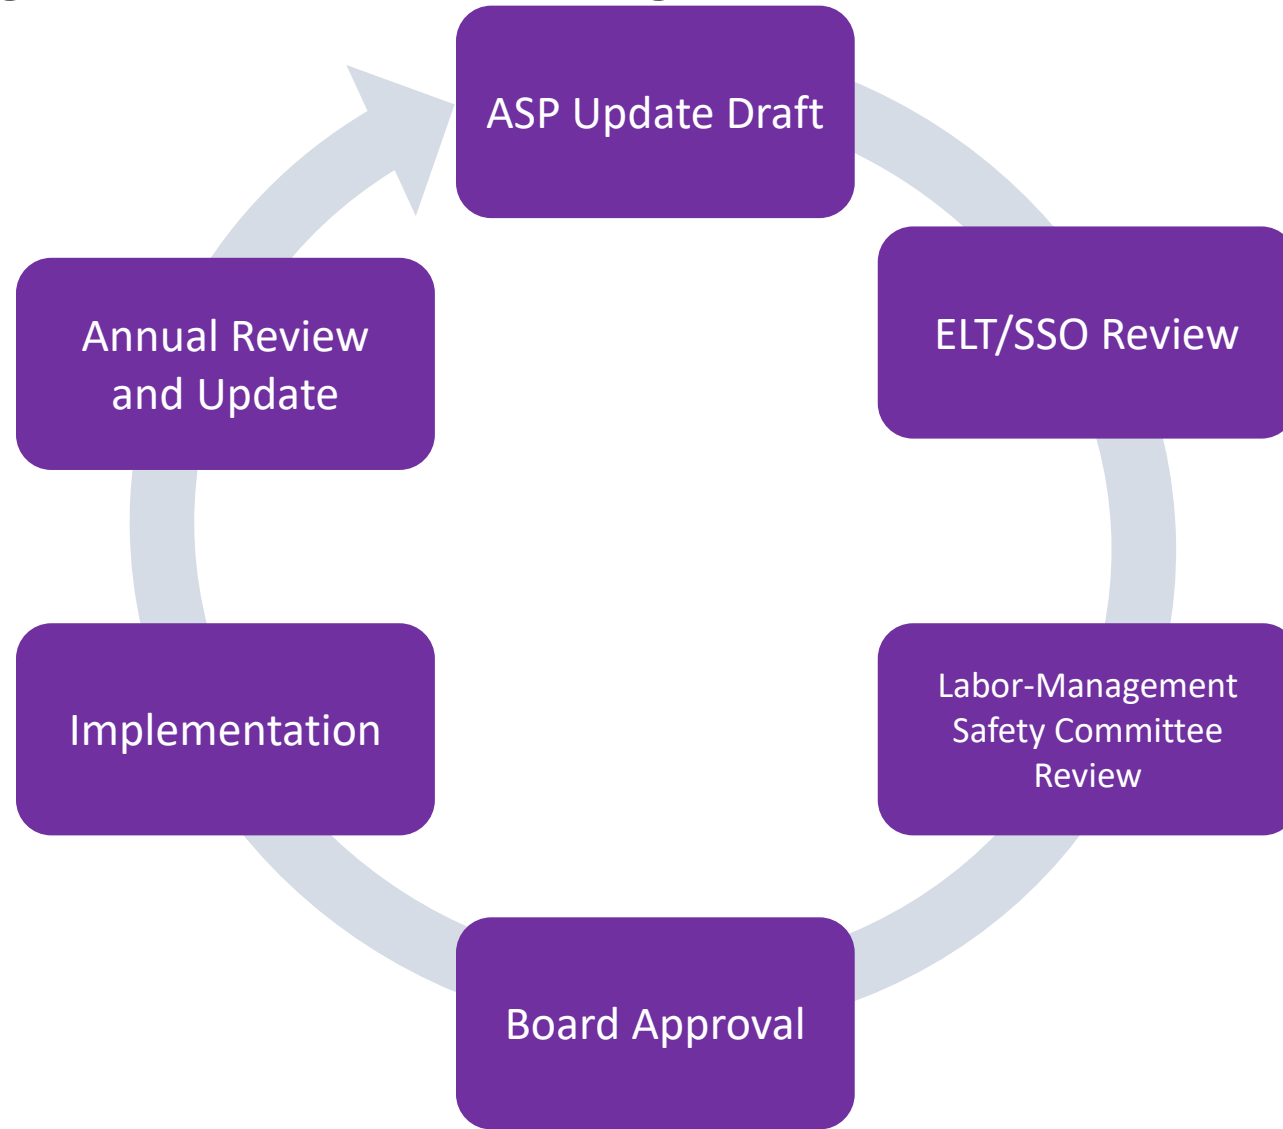 ASP Update Draft
ELT/SSO Review
Labor-Management
Safety Committee
Review
Board Approval
Implementation
Annual Review
and Update